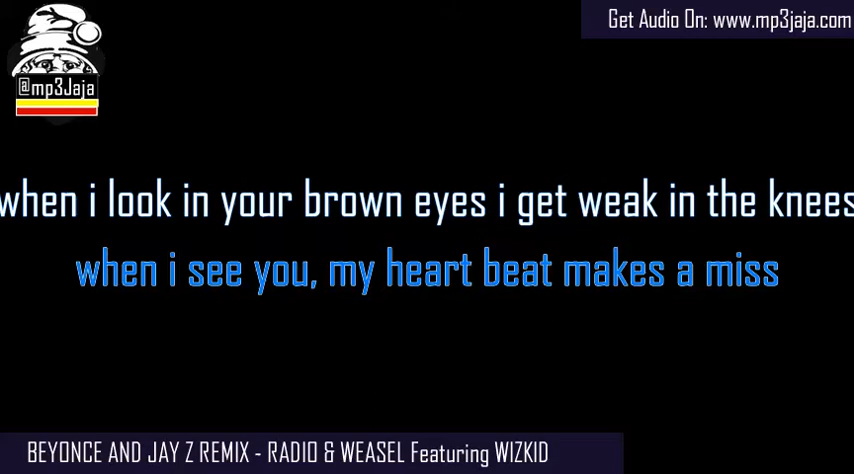 Get Audio On: www.mp3jaja.com
@mp3Jaja
when i look in your brown eyes i get weak in the knees
when i see you, my heart beat makes a miss
BEYONCE AND JAY Z REMIX - RADIO & WEASEL Featuring WIZKID